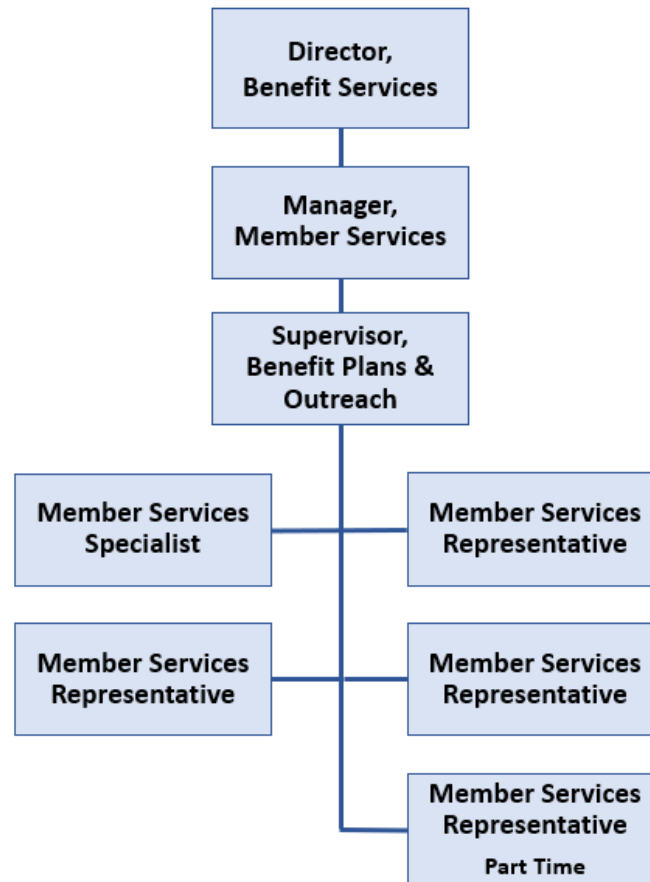 Director,
Benefit Services
Manager,
Member Services
Supervisor,
Benefit Plans &
Outreach
Member Services
Specialist
Member Services
Representative
Member Services
Representative
Member Services
Representative
Member Services
Representative
Part Time